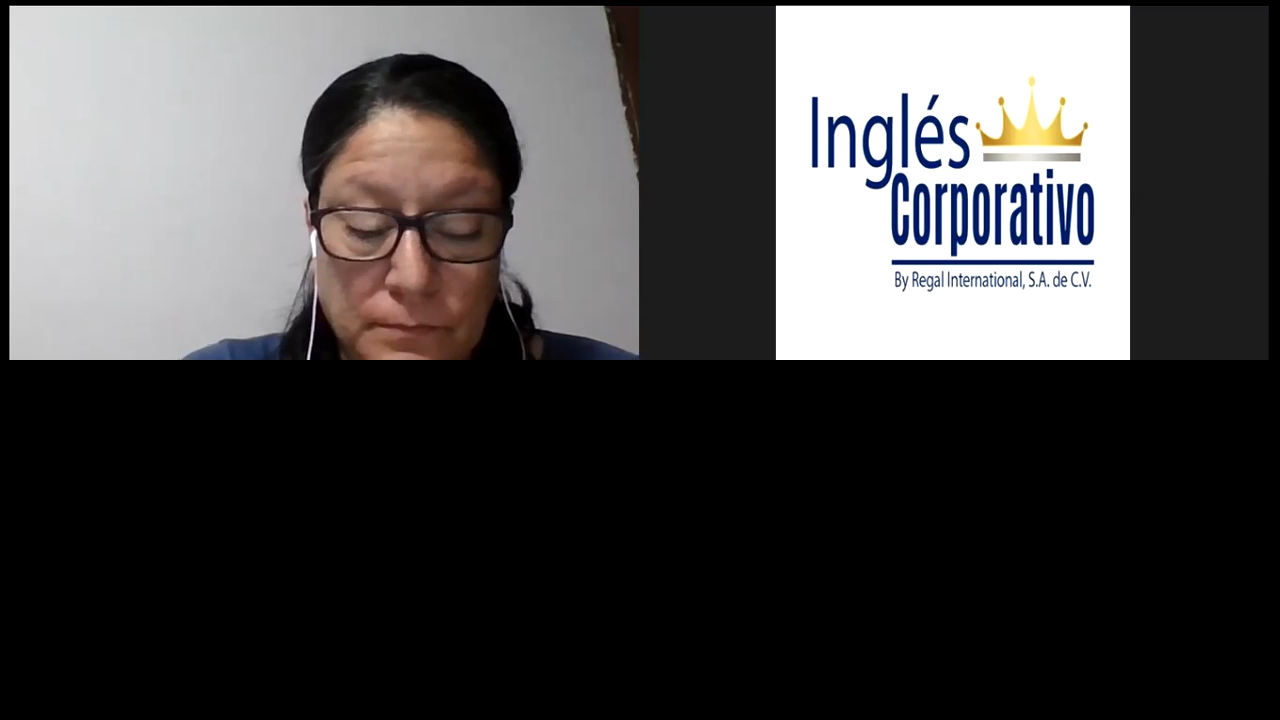 Inglés
Corporativo
By Regal International, S.A. de C.V.